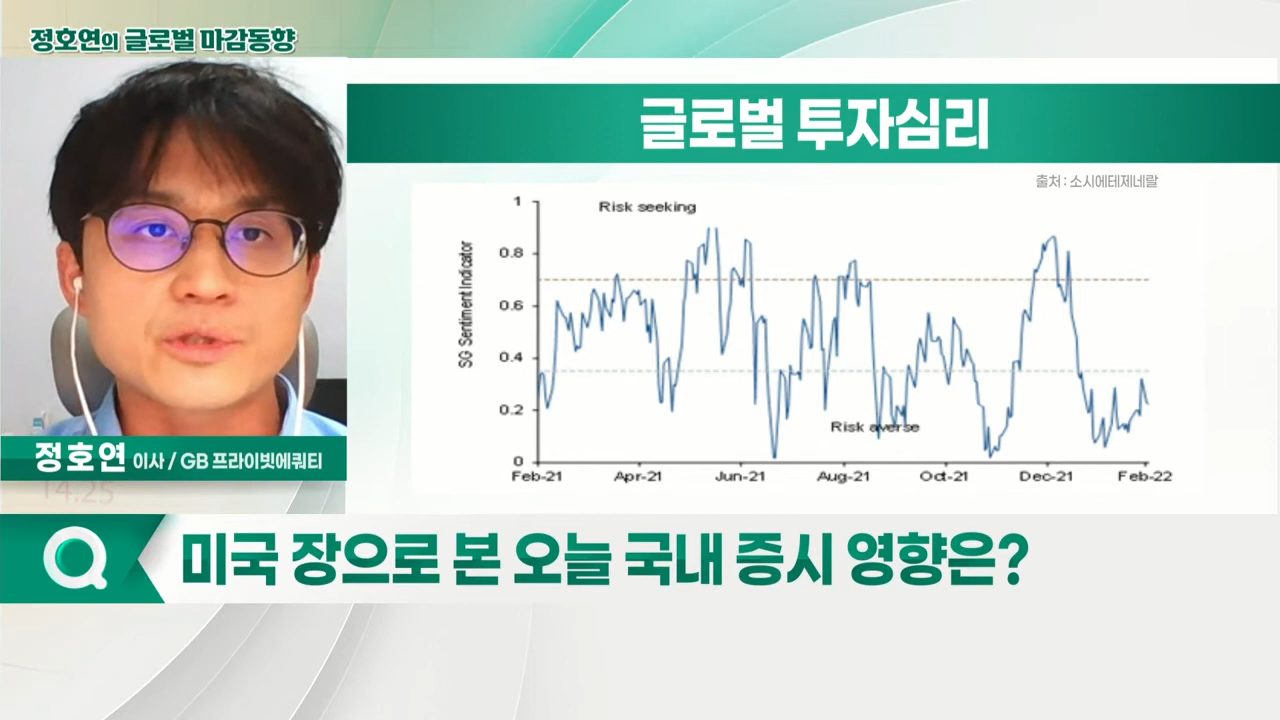 정호연의 글로벌 마감동향
글로벌 투자심리
출처 : 소시에테제네랄
SG Sentiment Indicator
1
0.8
0.6
0.4
0.2
0
Risk seeking
Risk averse
Feb-21 Apr-21 Jun-21 Aug-21 Oct-21 Dec-21 Feb-22
정호연 이사 / GB 프라이빗에쿼티
14.25
Q 미국 장으로 본 오늘 국내 증시 영향은?